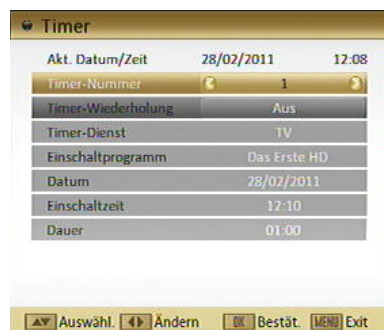 Timer
Akt. Datum/Zeit 28/02/2011 12:08
Timer-Nummer 1
Timer-Wiederholung Aus
Timer-Dienst TV
Einschaltprogramm Das Erste HD
Datum 28/02/2011
Einschaltzeit 12:10
Dauer 01:00
Auswähl. Ändern OK Bestät. MENU Exit